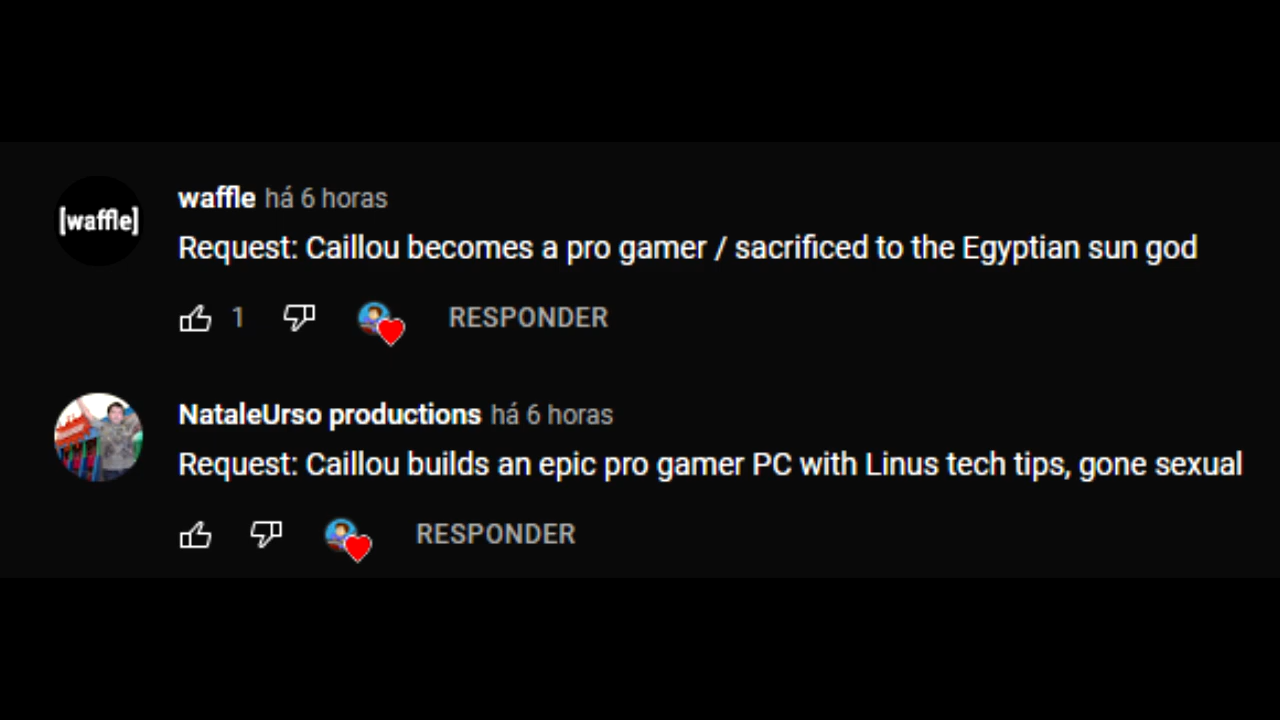 [waffle]
waffle há 6 horas
Request: Caillou becomes a pro gamer / sacrificed to the Egyptian sun god
1 RESPONDER
NataleUrso productions há 6 horas
Request: Caillou builds an epic pro gamer PC with Linus tech tips, gone sexual
RESPONDER